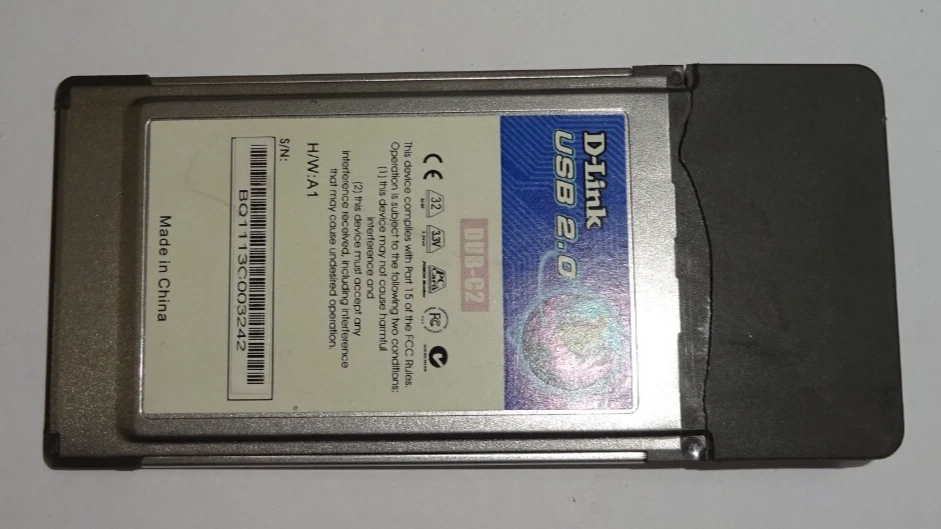 D-Link
USB 2.0
DUB-C2
CE
32
3.3V
PC
This device complies with Part 15 of the FCC Rules.
Operation is subject to the following two conditions:
(1) this device may not cause harmful
interference and
(2) this device must accept any
interference received, including interference
that may cause undesired operation.
H/W:A1
S/N:
BQ1113C003242
Made in China